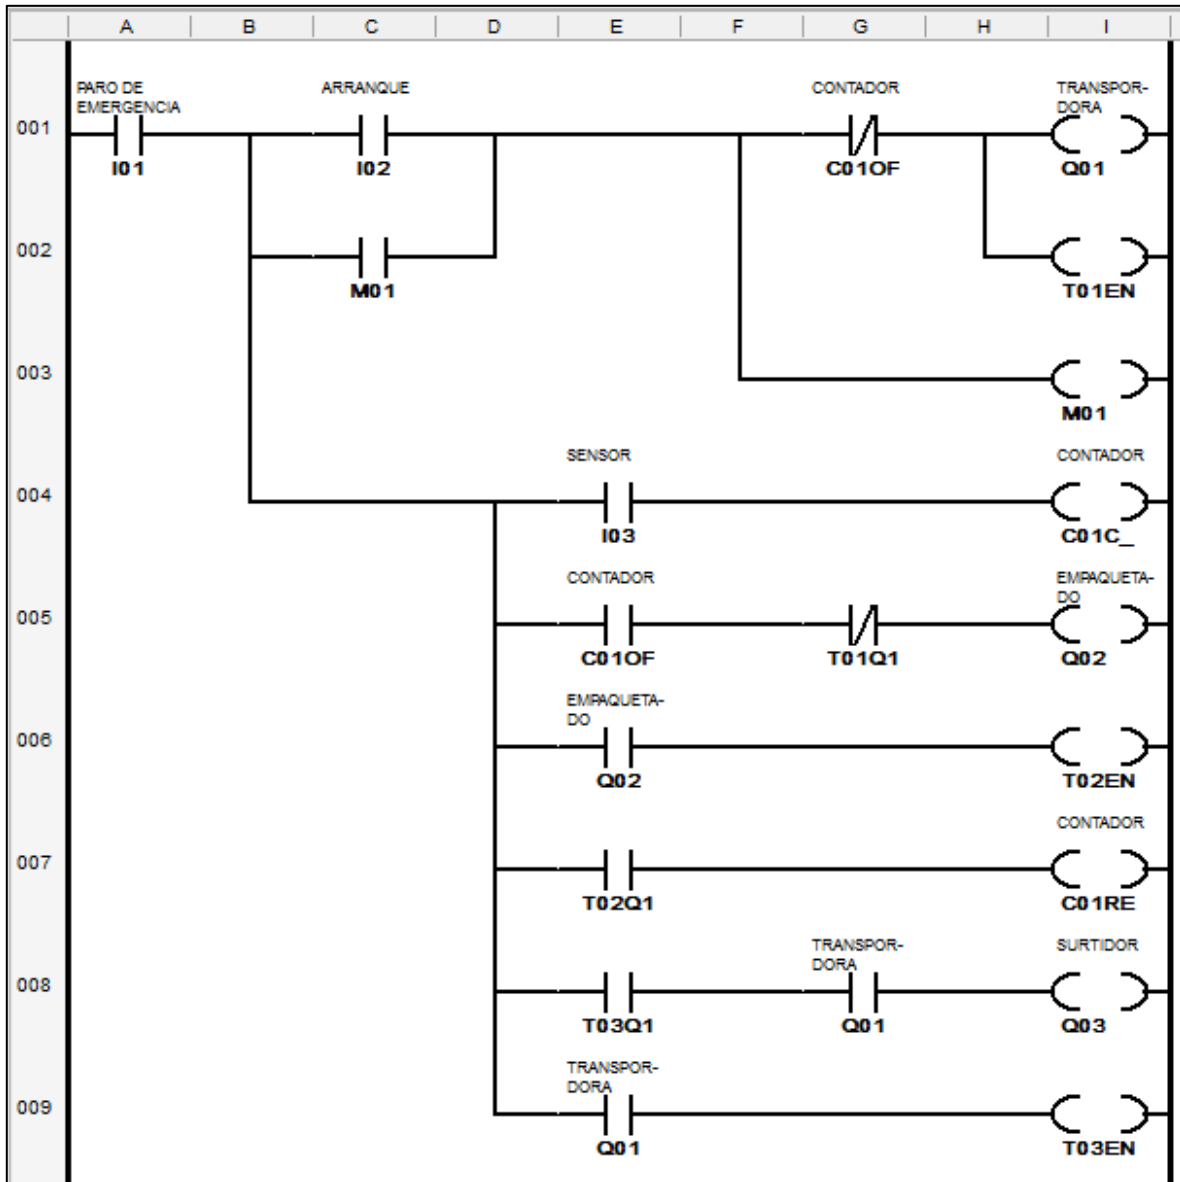 A B C D E F G H I
PARO DE
EMERGENCIA
ARRANQUE
CONTADOR
TRANSPOR-
DORA
001
I01
I02
C01OF
Q01
002
M01
T01EN
003
M01
SENSOR
CONTADOR
004
I03
C01C_
CONTADOR
EMPAQUETA-
DO
005
C01OF
T01Q1
Q02
EMPAQUETA-
DO
006
Q02
T02EN
CONTADOR
007
T02Q1
C01RE
TRANSPOR-
DORA
SURTIDOR
008
T03Q1
Q01
Q03
TRANSPOR-
DORA
009
Q01
T03EN